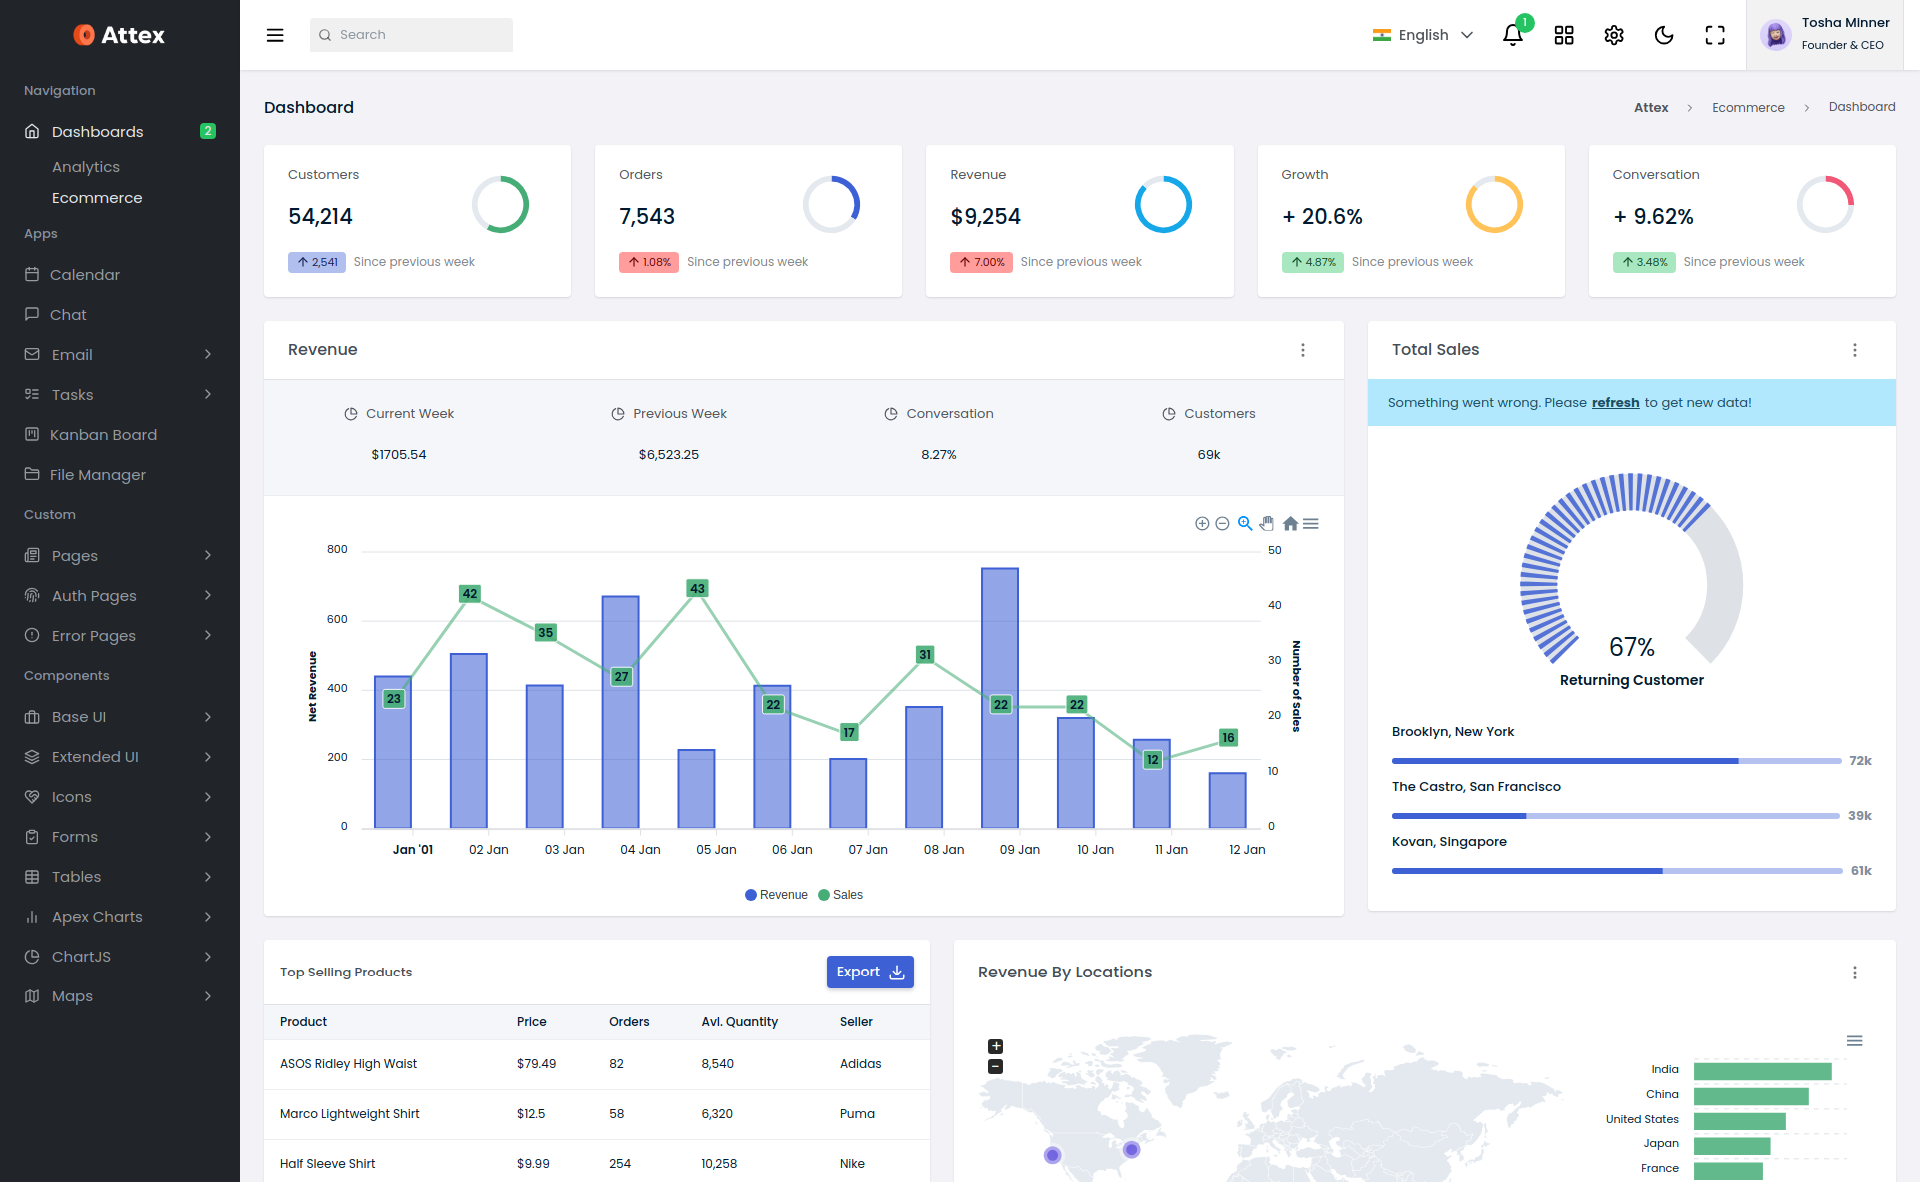 Attex
Navigation
Dashboards 2
Analytics
Ecommerce
Apps
Calendar
Chat
Email
Tasks
Kanban Board
File Manager
Custom
Pages
Auth Pages
Error Pages
Components
Base UI
Extended UI
Icons
Forms
Tables
Apex Charts
ChartJS
Maps
Search
English
1
Tosha Minner
Founder & CEO
Dashboard
Attex Ecommerce Dashboard
Customers
54,214
2,541 Since previous week
Orders
7,543
1.08% Since previous week
Revenue
$9,254
7.00% Since previous week
Growth
+ 20.6%
4.87% Since previous week
Conversation
+ 9.62%
3.48% Since previous week
Revenue
Current Week
$1705.54
Previous Week
$6,523.25
Conversation
8.27%
Customers
69k
800
600
400
200
0
Net Revenue
50
40
30
20
10
0
Number of Sales
23
42
35
27
43
22
17
31
22
22
12
16
Jan '01 02 Jan 03 Jan 04 Jan 05 Jan 06 Jan 07 Jan 08 Jan 09 Jan 10 Jan 11 Jan 12 Jan
Revenue Sales
Total Sales
Something went wrong. Please refresh to get new data!
67%
Returning Customer
Brooklyn, New York
72k
The Castro, San Francisco
39k
Kovan, Singapore
61k
Top Selling Products
Export
Product Price Orders Avl. Quantity Seller
ASOS Ridley High Waist $79.49 82 8,540 Adidas
Marco Lightweight Shirt $12.5 58 6,320 Puma
Half Sleeve Shirt $9.99 254 10,258 Nike
Revenue By Locations
+
−
India
China
United States
Japan
France